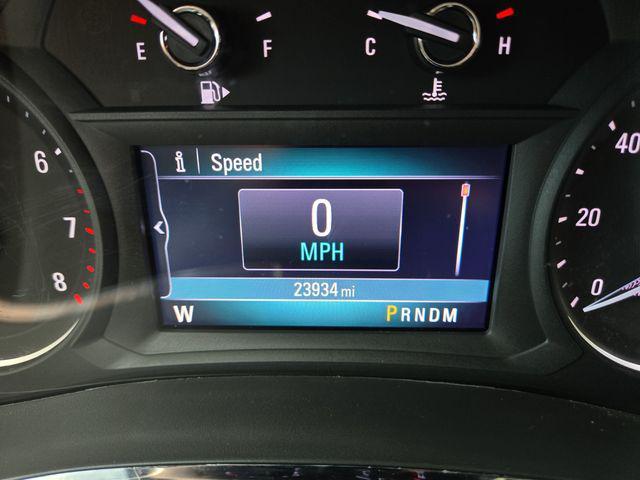 E F C H
i Speed
6 40
0
7 20
MPH
8 0
23934 mi
W PRNDM